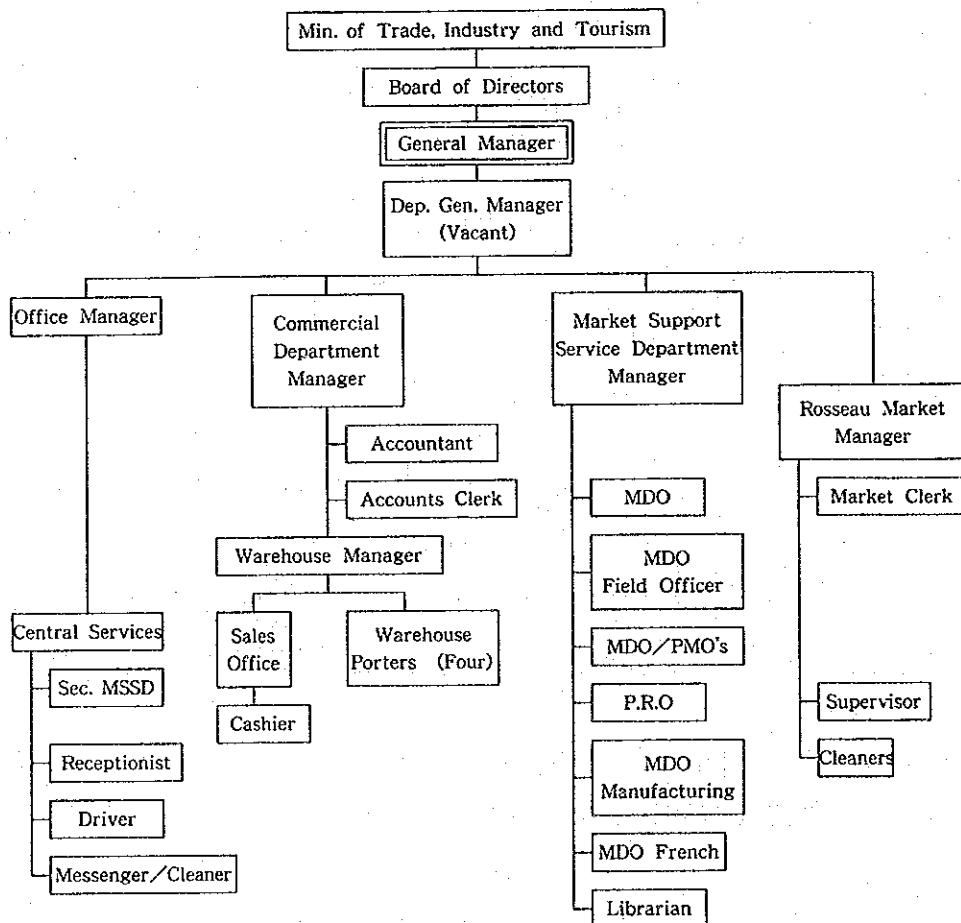 Min. of Trade, Industry and Tourism
Board of Directors
General Manager
Dep. Gen. Manager
(Vacant)
Office Manager
Commercial
Department
Manager
Market Support
Service Department
Manager
Rosseau Market
Manager
Accountant
Accounts Clerk
Warehouse Manager
Sales
Office
Warehouse
Porters (Four)
Cashier
Central Services
Sec. MSSD
Receptionist
Driver
Messenger/Cleaner
MDO
MDO
Field Officer
MDO/PMO's
P.R.O
MDO
Manufacturing
MDO French
Librarian
Market Clerk
Supervisor
Cleaners